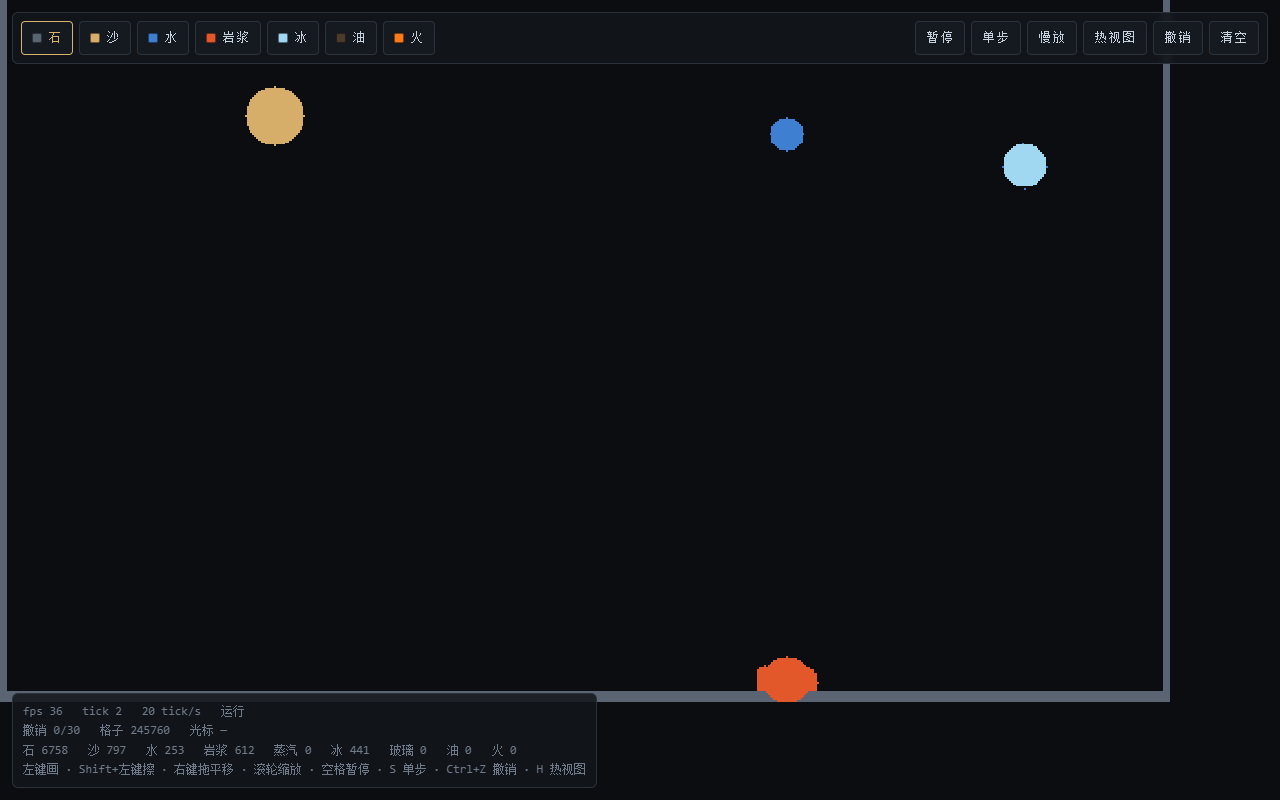 石 沙 水 岩浆 冰 油 火 暂停 单步 慢放 热视图 撤销 清空
fps 36 tick 2 20 tick/s 运行
撤销 0/30 格子 245760 光标 —
石 6758 沙 797 水 253 岩浆 612 蒸汽 0 冰 441 玻璃 0 油 0 火 0
左键画 · Shift+左键擦 · 右键拖平移 · 滚轮缩放 · 空格暂停 · S 单步 · Ctrl+Z 撤销 · H 热视图